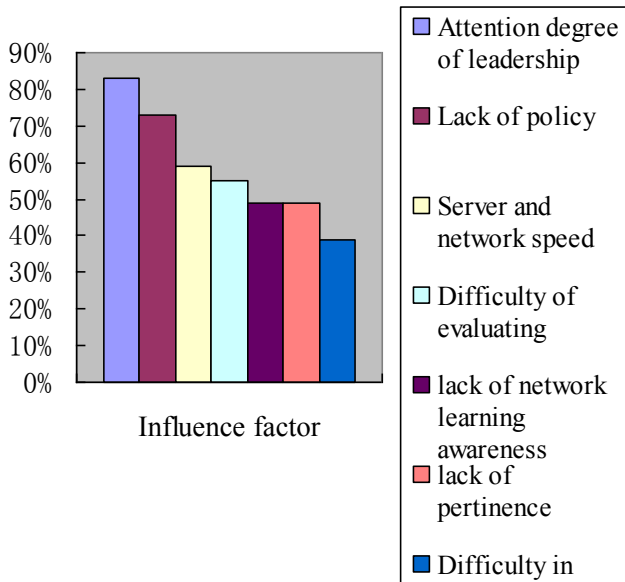 90%
80%
70%
60%
50%
40%
30%
20%
10%
0%
Influence factor
Attention degree
of leadership
Lack of policy
Server and
network speed
Difficulty of
evaluating
lack of network
learning
awareness
lack of
pertinence
Difficulty in